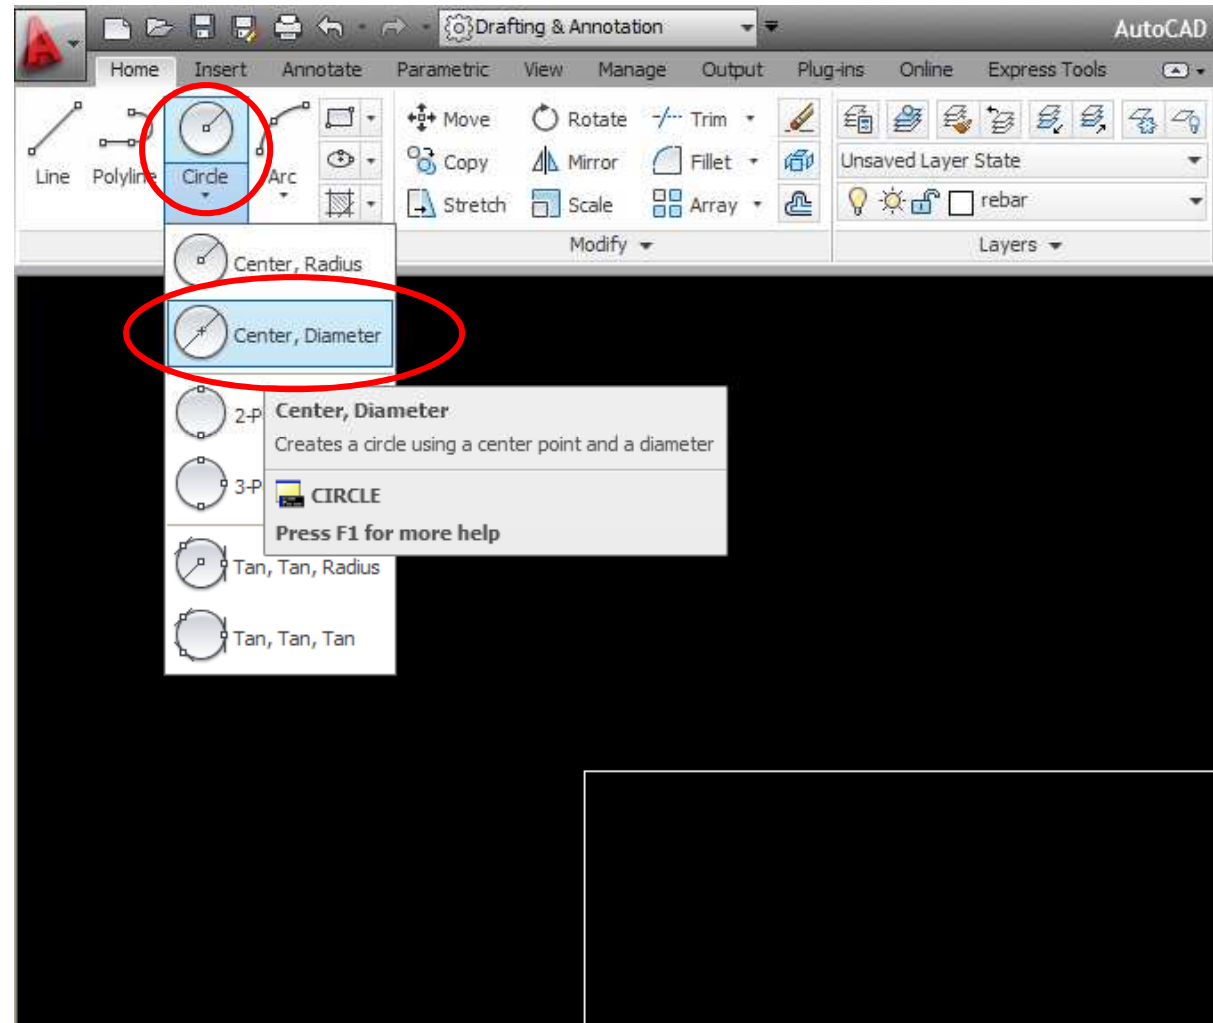 Drafting & Annotation
AutoCAD
Home Insert Annotate Parametric View Manage Output Plug-ins Online Express Tools
Line Polyline Circle Arc
Move Rotate Trim
Copy Mirror Fillet
Stretch Scale Array
Unsaved Layer State
rebar
Modify
Layers
Center, Radius
Center, Diameter
2-P
3-P
Tan, Tan, Radius
Tan, Tan, Tan
Center, Diameter
Creates a circle using a center point and a diameter
CIRCLE
Press F1 for more help